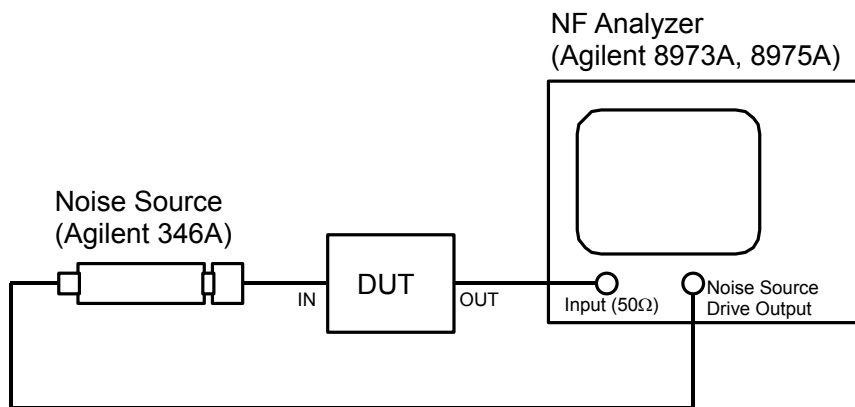 NF Analyzer
(Agilent 8973A, 8975A)
Noise Source
(Agilent 346A)
DUT
IN
OUT
Input (50Ω)
Noise Source
Drive Output